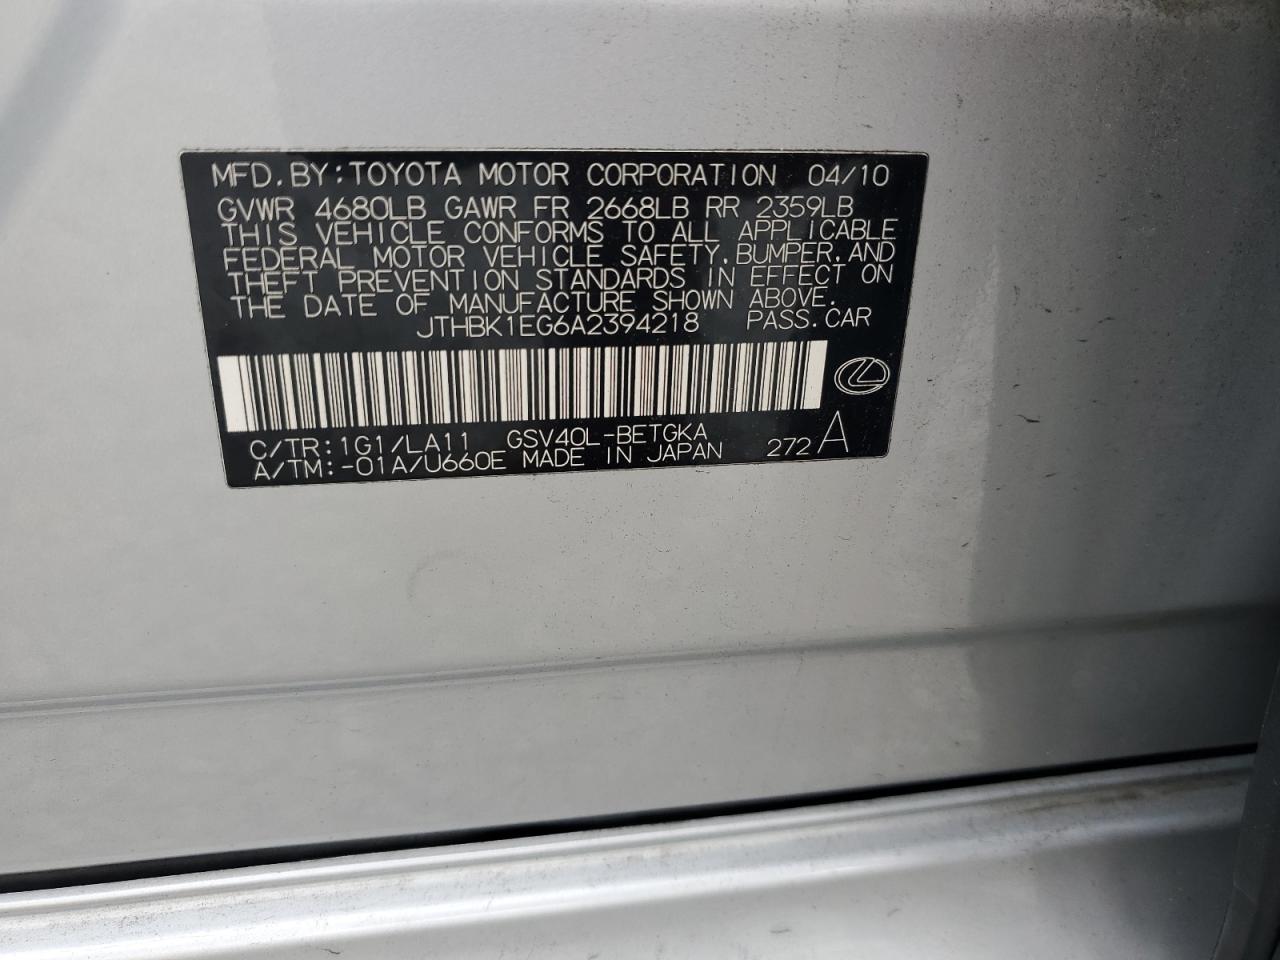 MFD.BY:TOYOTA MOTOR CORPORATION 04/10
GVWR 4680LB GAWR FR 2668LB RR 2359LB
THIS VEHICLE CONFORMS TO ALL APPLICABLE
FEDERAL MOTOR VEHICLE SAFETY,BUMPER,AND
THEFT PREVENTION STANDARDS IN EFFECT ON
THE DATE OF MANUFACTURE SHOWN ABOVE.
JTHBK1EG6A2394218 PASS.CAR
C/TR:1G1/LA11 GSV40L-BETGKA
A/TM:-01A/U660E MADE IN JAPAN 272A